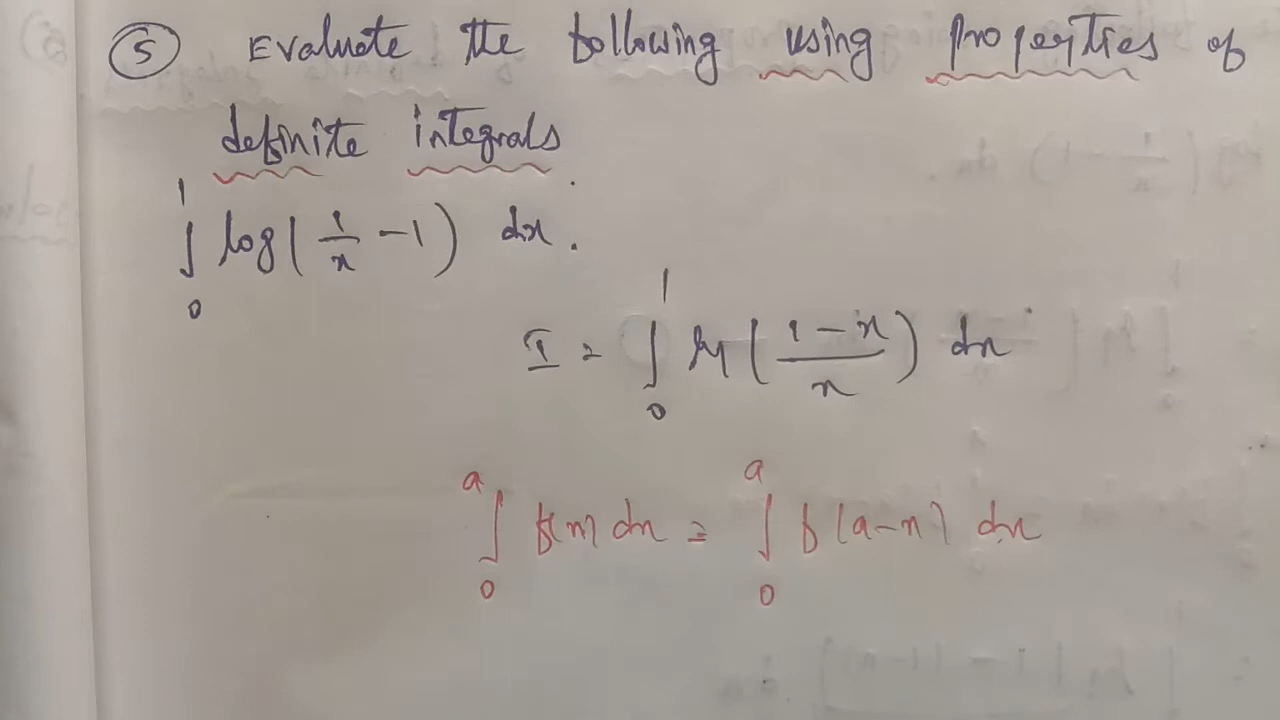 ⑤ Evaluate the following using Properties of
definite integrals.
∫₀¹ log(1/x − 1) dx.
I = ∫₀¹ log((1−x)/x) dx
∫₀ᵃ f(x) dx = ∫₀ᵃ f(a−x) dx